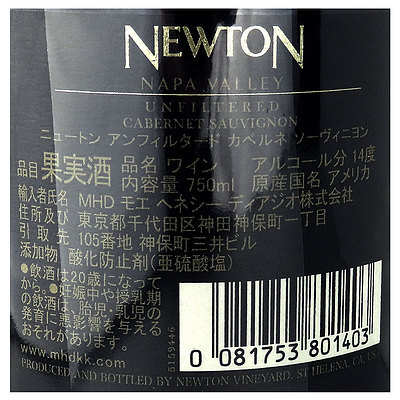 NEWTON
NAPA VALLEY
UNFILTERED
CABERNET SAUVIGNON
ニュートン アンフィルタード カベルネ ソーヴィニヨン
品目 果実酒 品名 ワイン アルコール分 14度
内容量 750ml 原産国名 アメリカ
輸入者氏名 MHD モエ ヘネシー ディアジオ株式会社
住所及び 東京都千代田区神田神保町一丁目
引取先 105番地 神保町三井ビル
添加物 酸化防止剤(亜硫酸塩)
●飲酒は20歳になって
から。●妊娠中や授乳期
の飲酒は、胎児・乳児の
発育に悪影響を与える
おそれがあります。
www.mhdkk.com
5159446
0 081753 801403
PRODUCED AND BOTTLED BY NEWTON VINEYARD, ST HELENA, CA, USA